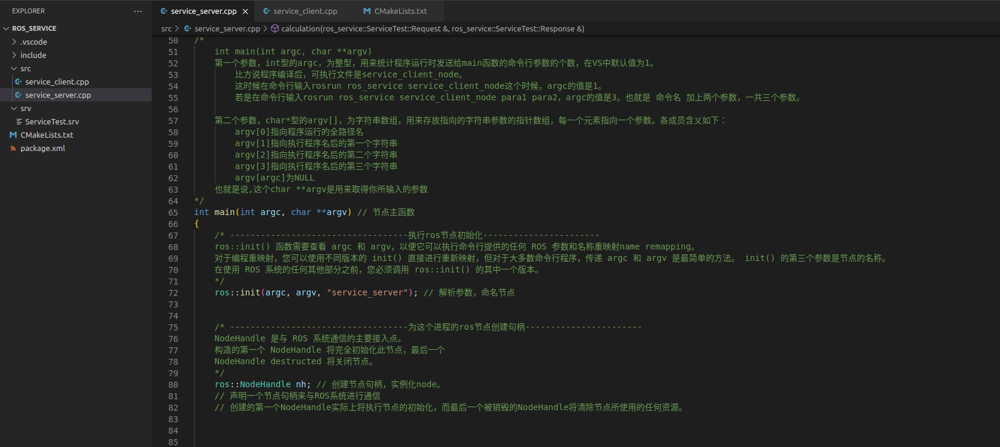 EXPLORER ···
service_server.cpp ×
service_client.cpp
CMakeLists.txt
ROS_SERVICE
.vscode
include
src
service_client.cpp
service_server.cpp
srv
ServiceTest.srv
CMakeLists.txt
package.xml
src > service_server.cpp > calculation(ros_service::ServiceTest::Request &, ros_service::ServiceTest::Response &)
50 /*
51 int main(int argc, char **argv)
52 第一个参数，int型的argc，为整型，用来统计程序运行时发送给main函数的命令行参数的个数，在VS中默认值为1。
53 比方说程序编译后，可执行文件是service_client_node。
54 这时候在命令行输入rosrun ros_service service_client_node这个时候，argc的值是1。
55 若是在命令行输入rosrun ros_service service_client_node para1 para2，argc的值是3。也就是 命令名 加上两个参数，一共三个参数。
56
57 第二个参数，char*型的argv[]，为字符串数组，用来存放指向的字符串参数的指针数组，每一个元素指向一个参数。各成员含义如下：
58 argv[0]指向程序运行的全路径名
59 argv[1]指向执行程序名后的第一个字符串
60 argv[2]指向执行程序名后的第二个字符串
61 argv[3]指向执行程序名后的第三个字符串
62 argv[argc]为NULL
63 也就是说,这个char **argv是用来取得你所输入的参数
64 */
65 int main(int argc, char **argv) // 节点主函数
66 {
67 /* -----------------------------------执行ros节点初始化-----------------------
68 ros::init() 函数需要查看 argc 和 argv，以便它可以执行命令行提供的任何 ROS 参数和名称重映射name remapping。
69 对于编程重映射，您可以使用不同版本的 init() 直接进行重新映射，但对于大多数命令行程序，传递 argc 和 argv 是最简单的方法。 init() 的第三个参数是节点的名称。
70 在使用 ROS 系统的任何其他部分之前，您必须调用 ros::init() 的其中一个版本。
71 */
72 ros::init(argc, argv, "service_server"); // 解析参数，命名节点
73
74
75 /* -----------------------------------为这个进程的ros节点创建句柄-----------------------
76 NodeHandle 是与 ROS 系统通信的主要接入点。
77 构造的第一个 NodeHandle 将完全初始化此节点，最后一个
78 NodeHandle destructed 将关闭节点。
79 */
80 ros::NodeHandle nh; // 创建节点句柄，实例化node。
81 // 声明一个节点句柄来与ROS系统进行通信
82 // 创建的第一个NodeHandle实际上将执行节点的初始化，而最后一个被销毁的NodeHandle将清除节点所使用的任何资源。
83
84
85